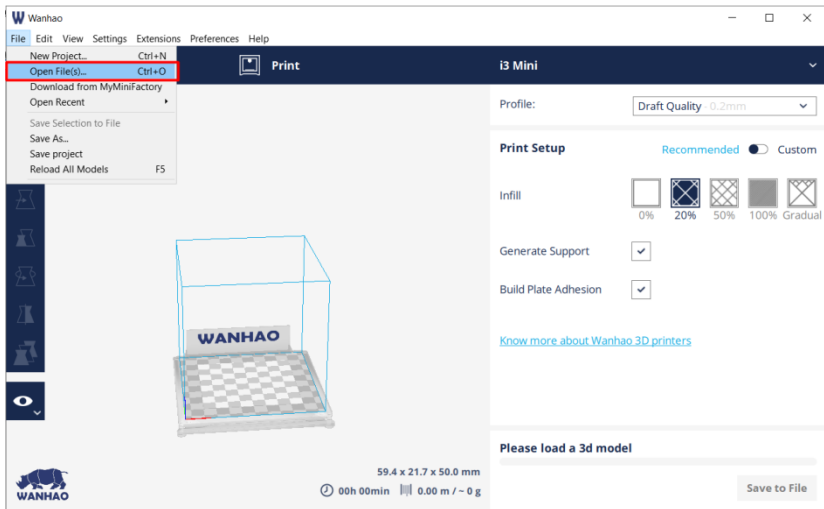 Wanhao
File Edit View Settings Extensions Preferences Help
New Project... Ctrl+N
Open File(s)... Ctrl+O
Download from MyMiniFactory
Open Recent
Save Selection to File
Save As...
Save project
Reload All Models F5
Print
i3 Mini
Profile: Draft Quality - 0.2mm
Print Setup Recommended Custom
Infill
0% 20% 50% 100% Gradual
Generate Support
Build Plate Adhesion
Know more about Wanhao 3D printers
WANHAO
Please load a 3d model
59.4 x 21.7 x 50.0 mm
00h 00min 0.00 m / ~ 0 g
WANHAO
Save to File